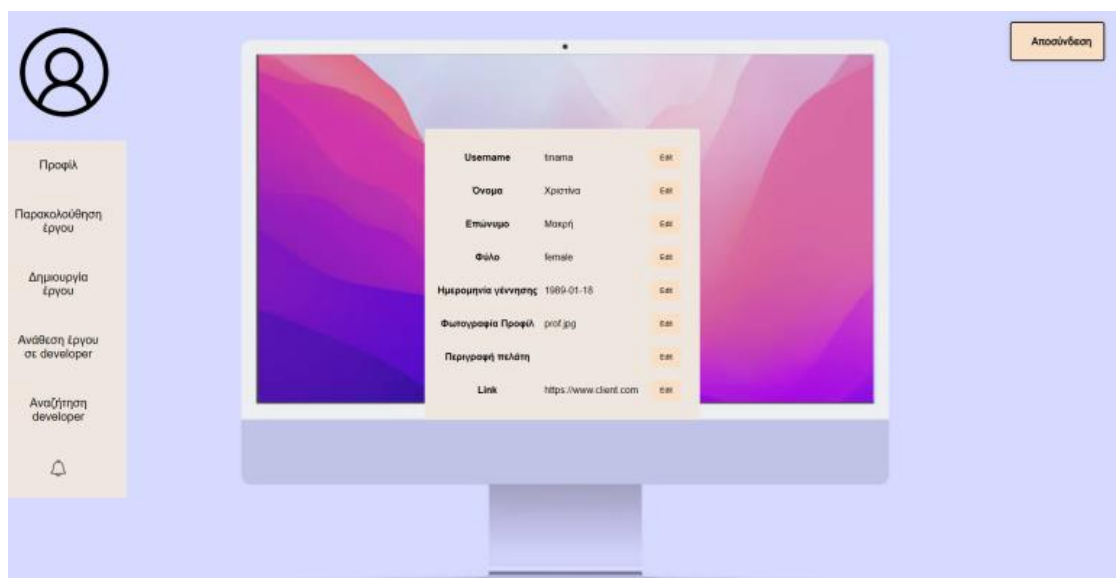 Αποσύνδεση
Προφίλ
Παρακολούθηση
έργου
Δημιουργία
έργου
Ανάθεση έργου
σε developer
Αναζήτηση
developer
Username tinama Edit
Όνομα Χριστίνα Edit
Επώνυμο Μακρή Edit
Φύλο female Edit
Ημερομηνία γέννησης 1989-01-18 Edit
Φωτογραφία Προφίλ prof.jpg Edit
Περιγραφή πελάτη Edit
Link https://www.client.com Edit